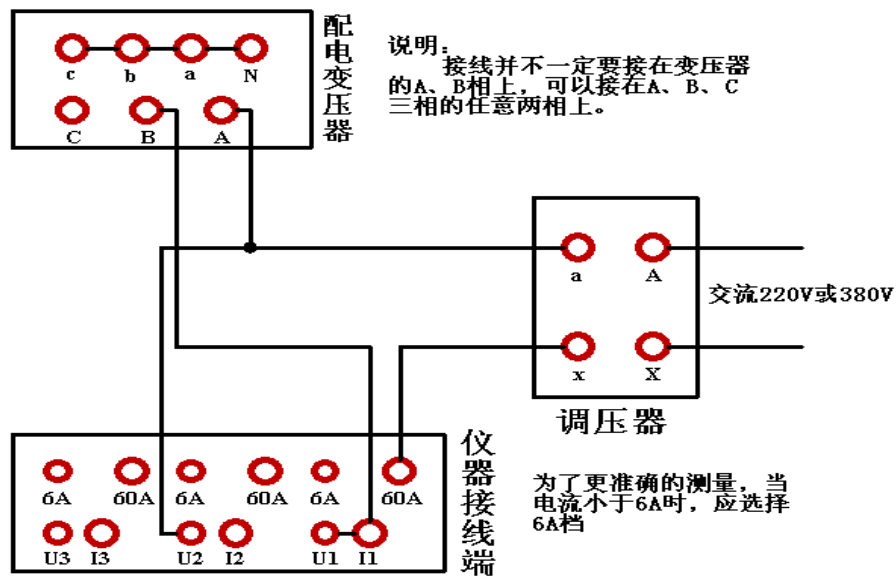 c b a N
C B A
配电变压器
说明:
接线并不一定要接在变压器
的A、B相上，可以接在A、B、C
三相的任意两相上。
a A
x X
交流220V或380V
调压器
6A 60A 6A 60A 6A 60A
U3 I3 U2 I2 U1 I1
仪器接线端
为了更准确的测量，当
电流小于6A时，应选择
6A档